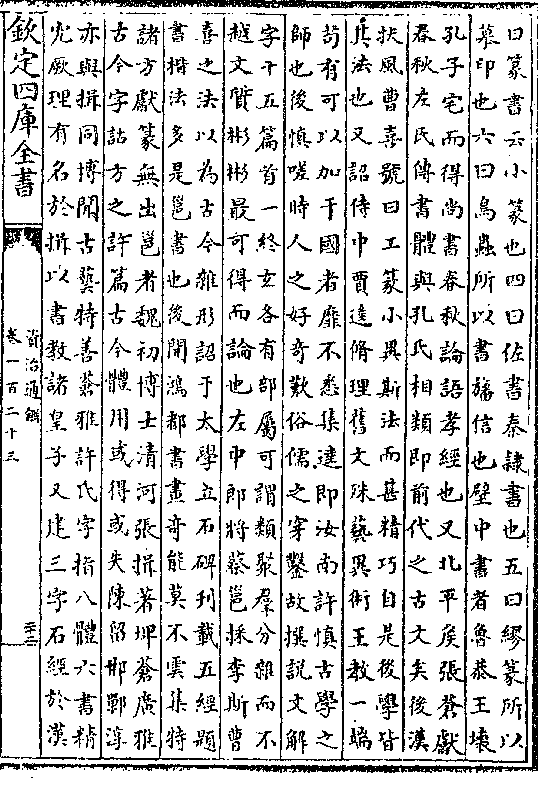 曰篆書云小篆也四曰佐書秦隸書也五曰繆篆所以
摹印也六曰鳥蟲所以書旛信也壁中書者魯恭王壞
孔子宅而得尚書春秋論語孝經也又北平侯張蒼獻
春秋左氏傳書體與孔氏相類即前代之古文矣後漢
扶風曹喜號曰工篆小異斯法而甚精巧自是後學皆
其法也又詔侍中賈逵脩理舊文殊藝異術王教一端
苟有可以加于國者靡不悉集逵即汝南許慎古學之
師也後慎嗟時人之好奇歎俗儒之穿鑿故撰説文解
字十五篇首一終亥各有部屬可謂類聚羣分雜而不
越文質彬彬最可得而論也左中郎將蔡邕採李斯曹
喜之法以為古今雜形詔于太學立石碑刊載五經題
書楷法多是邕書也後開鴻都書畫奇能莫不雲集特
諸方獻篆無出邕者魏初博士清河張揖著埤蒼廣雅
古今字詁方之許篇古今體用或得或失陳留邯鄲淳
亦與揖同博聞古藝特善蒼雅許氏字指八體六書精
究厥理有名於揖以書教諸皇子又建三字石經於漢
欽定四庫全書
資治通鑑
卷一百二十三
二十三